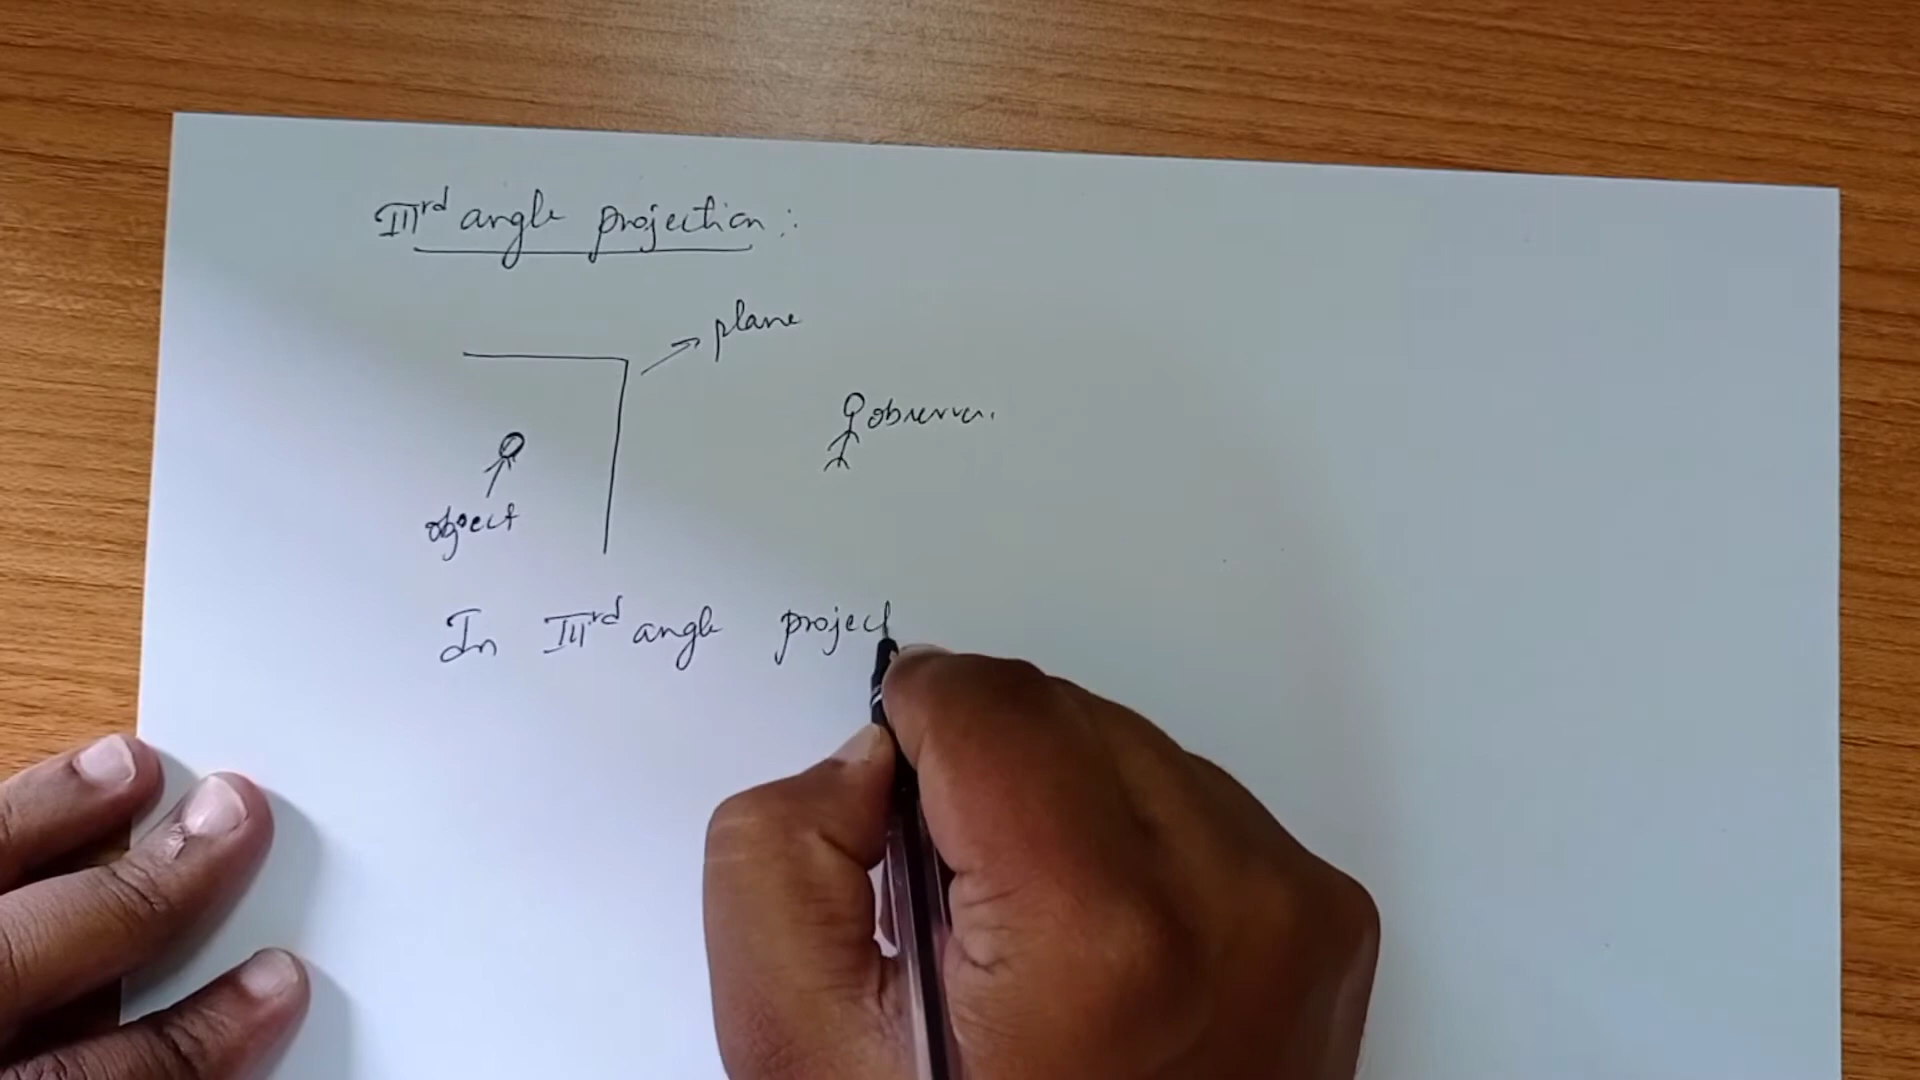 IIIrd angle projection :
plane
observer.
object
In IIIrd angle project